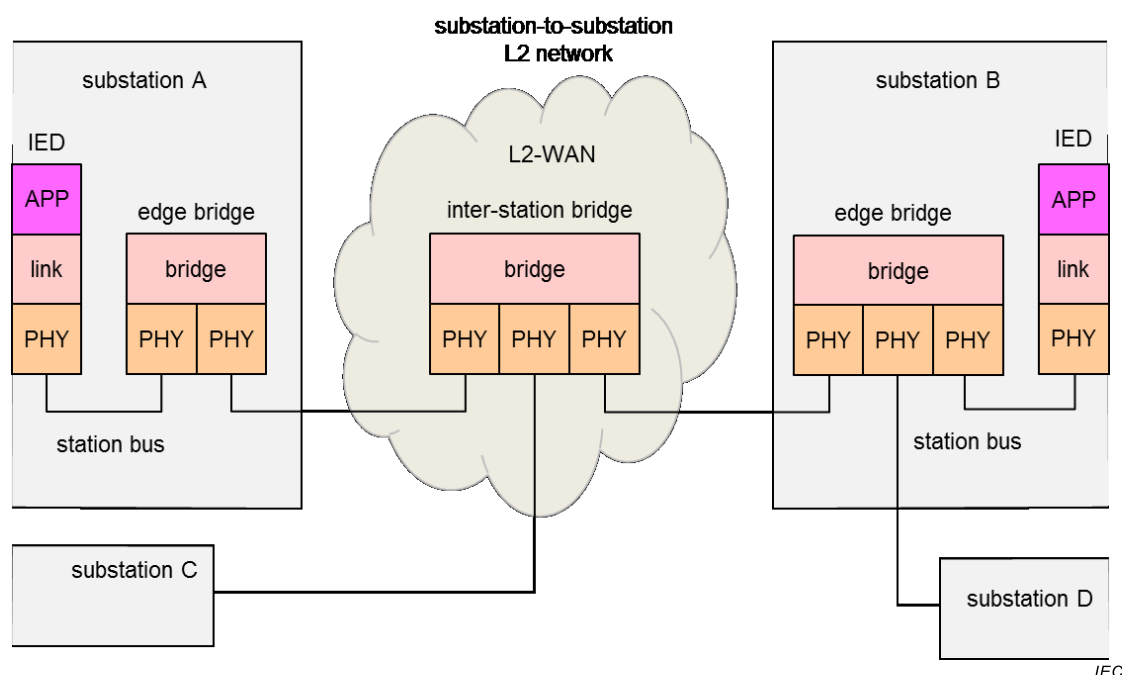 substation-to-substation
L2 network
substation A
substation B
IED
IED
L2-WAN
APP
APP
edge bridge
inter-station bridge
edge bridge
link
bridge
bridge
bridge
link
PHY
PHY PHY
PHY PHY PHY
PHY PHY PHY
PHY
station bus
station bus
substation C
substation D
IEC